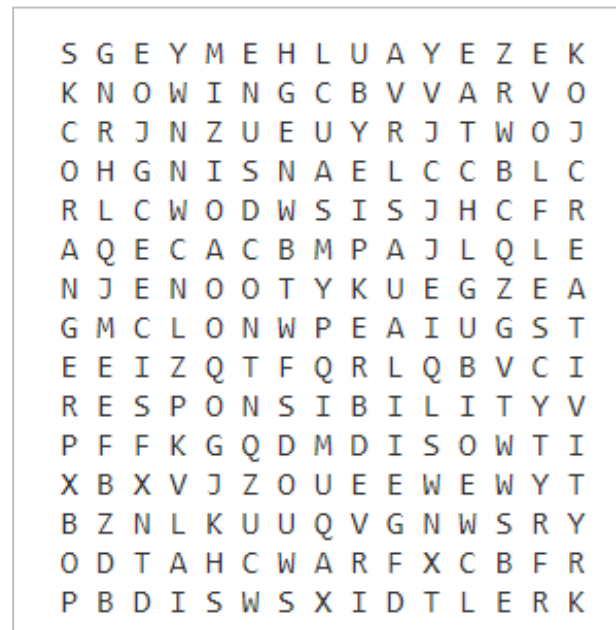 S G E Y M E H L U A Y E Z E K
K N O W I N G C B V V A R V O
C R J N Z U E U Y R J T W O J
O H G N I S N A E L C C B L C
R L C W O D W S I S J H C F R
A Q E C A C B M P A J L Q L E
N J E N O O T Y K U E G Z E A
G M C L O N W P E A I U G S T
E E I Z Q T F Q R L Q B V C I
R E S P O N S I B I L I T Y V
P F F K G Q D M D I S O W T I
X B X V J Z O U E E W E W Y T
B Z N L K U U Q V G N W S R Y
O D T A H C W A R F X C B F R
P B D I S W S X I D T L E R K